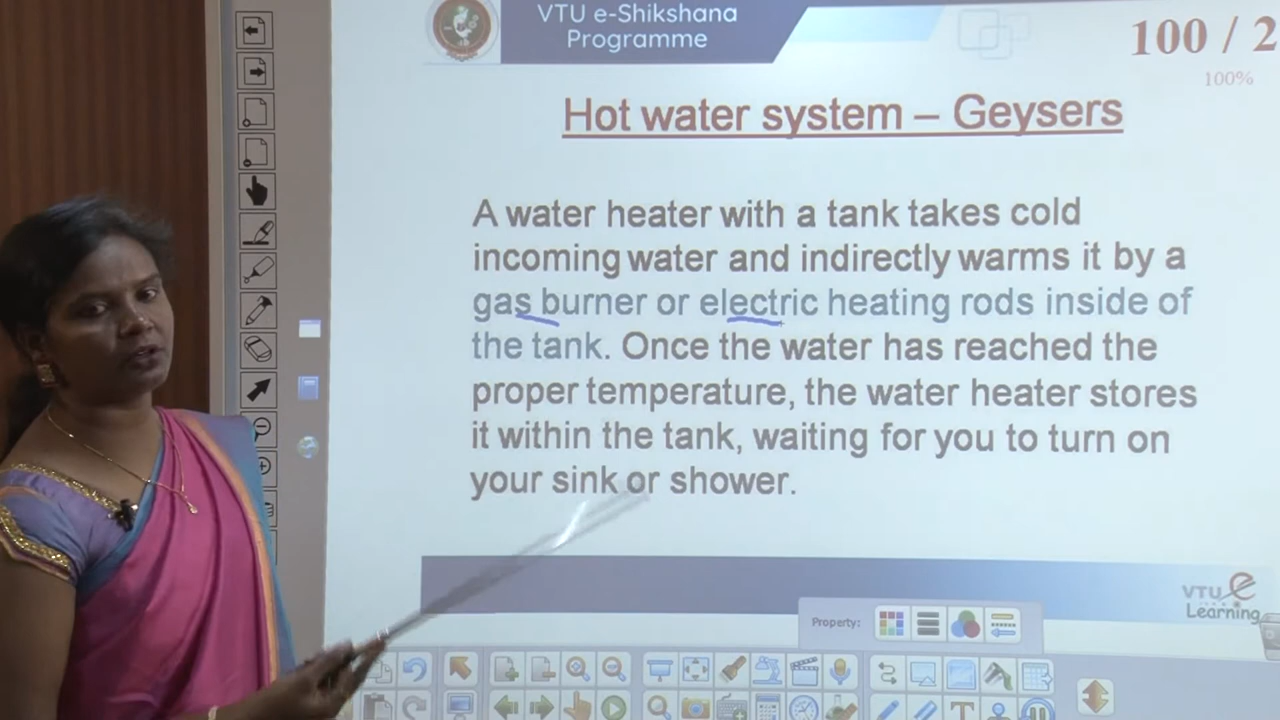 VTU e-Shikshana
Programme
100 / 2
100%
Hot water system – Geysers
A water heater with a tank takes cold
incoming water and indirectly warms it by a
gas burner or electric heating rods inside of
the tank. Once the water has reached the
proper temperature, the water heater stores
it within the tank, waiting for you to turn on
your sink or shower.
VTU e
Learning
Property: